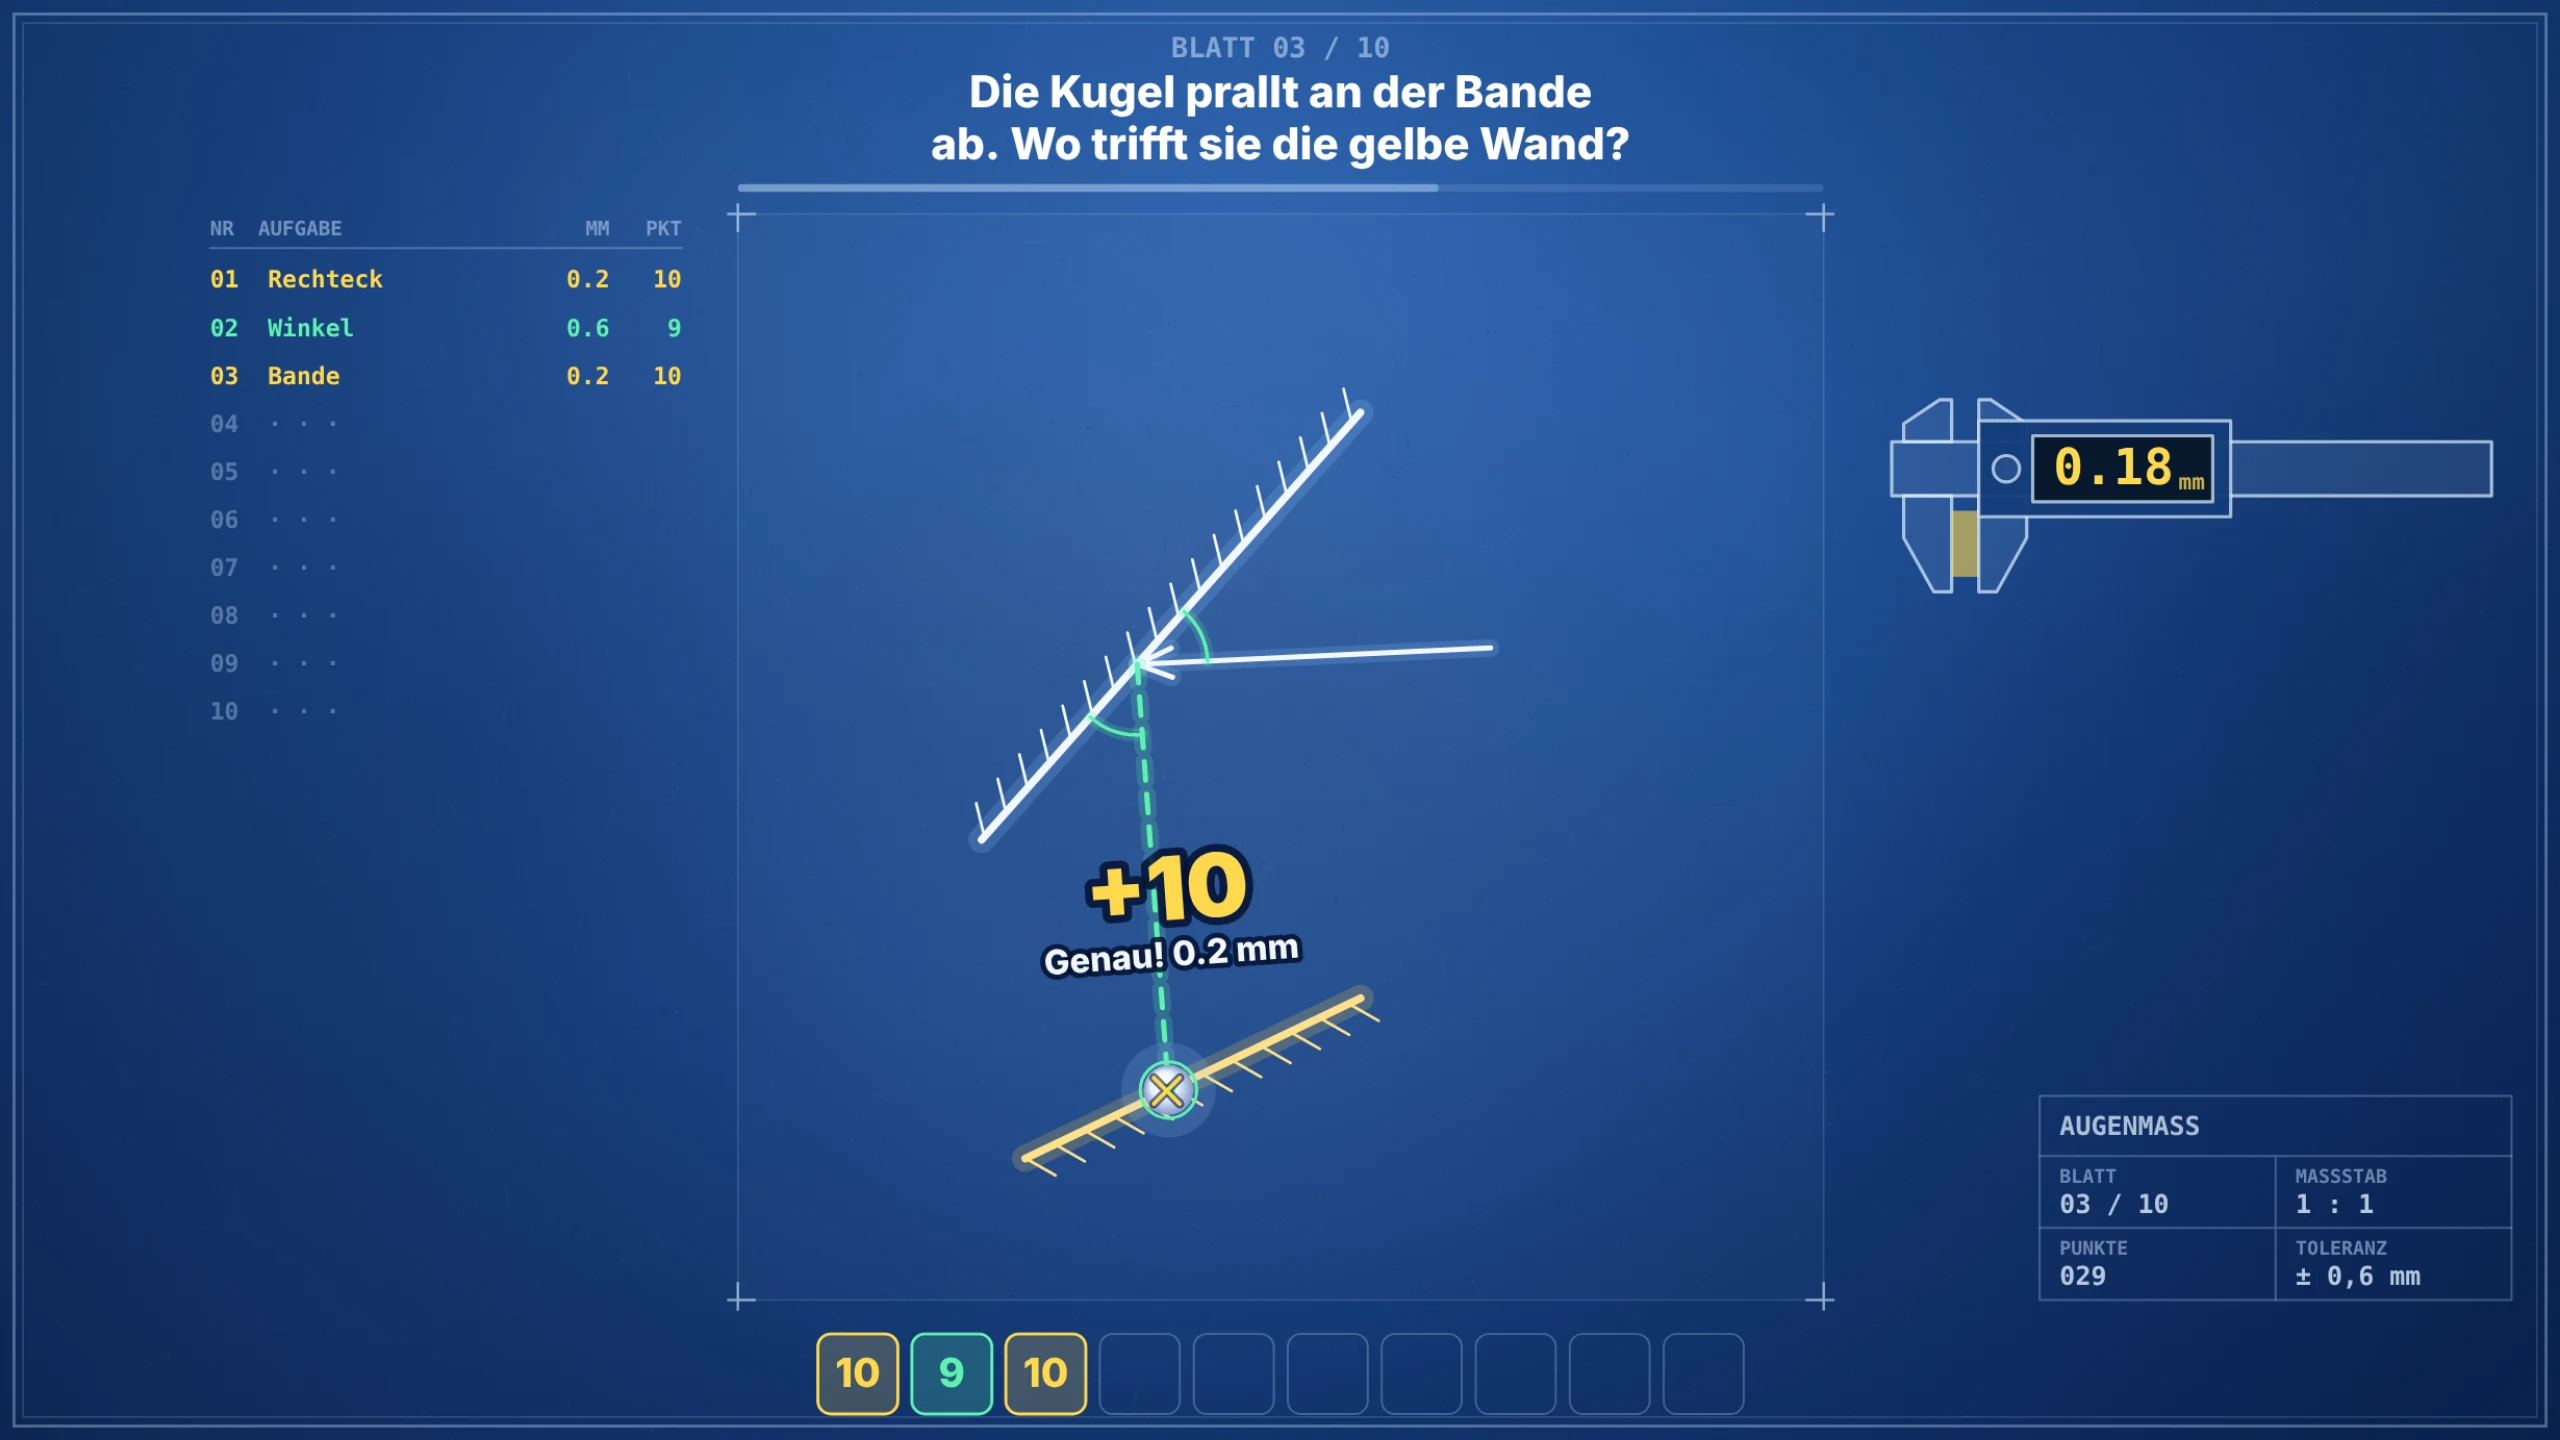 BLATT 03 / 10
Die Kugel prallt an der Bande
ab. Wo trifft sie die gelbe Wand?
NR AUFGABE MM PKT
01 Rechteck 0.2 10
02 Winkel 0.6 9
03 Bande 0.2 10
04 · · ·
05 · · ·
06 · · ·
07 · · ·
08 · · ·
09 · · ·
10 · · ·
0.18 mm
+10
Genau! 0.2 mm
AUGENMASS
BLATT MASSSTAB
03 / 10 1 : 1
PUNKTE TOLERANZ
029 ± 0,6 mm
10 9 10